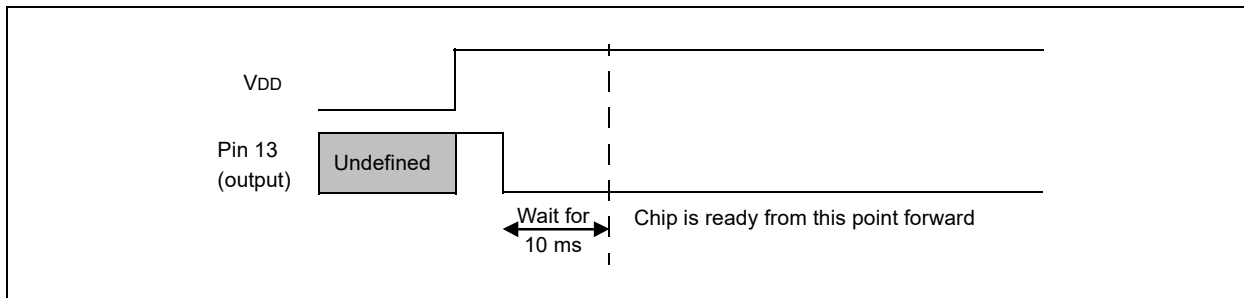 VDD
Pin 13
(output)
Undefined
Wait for
10 ms
Chip is ready from this point forward